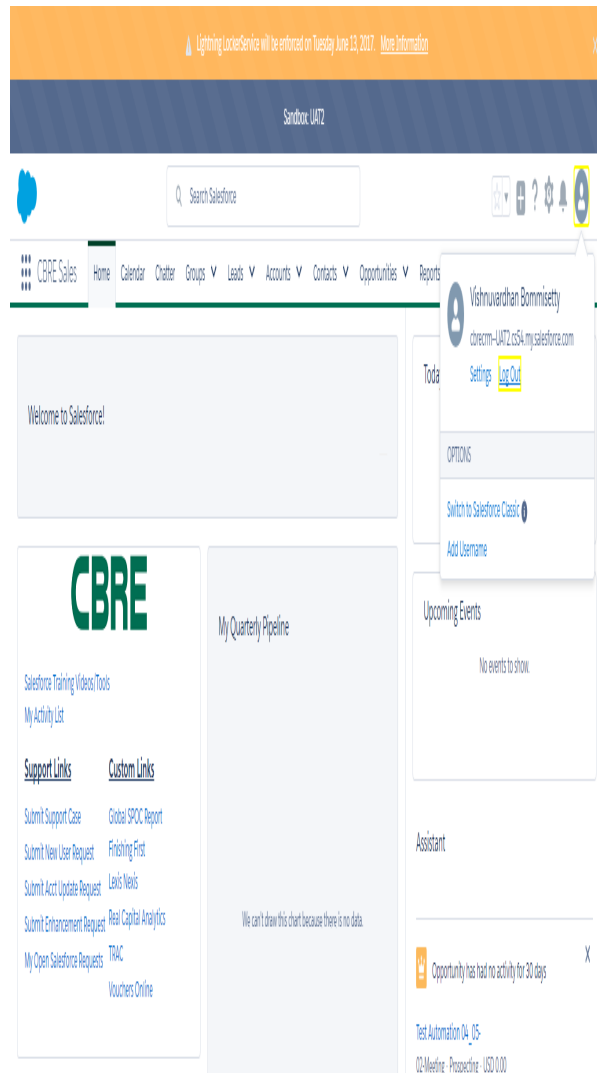 Lightning LockerService will be enforced on Tuesday June 13, 2017. More Information X
Sandbox: UAT2
Search Salesforce
CBRE Sales Home Calendar Chatter Groups Leads Accounts Contacts Opportunities Reports
Vishnuvardhan Bommisetty
cbrecrm--UAT2.cs54.my.salesforce.com
Settings Log Out
OPTIONS
Switch to Salesforce Classic
Add Username
Welcome to Salesforce!
Toda
CBRE
Salesforce Training Videos|Tools
My Activity List
Support Links
Submit Support Case
Submit New User Request
Submit Acct Update Request
Submit Enhancement Request
My Open Salesforce Requests
Custom Links
Global SPOC Report
Finishing First
Lexis Nexis
Real Capital Analytics
TRAC
Vouchers Online
My Quarterly Pipeline
We can't draw this chart because there is no data.
Upcoming Events
No events to show.
Assistant
Opportunity has had no activity for 30 days X
Test Automation 04_05-
02-Meeting - Prospecting - USD 0.00